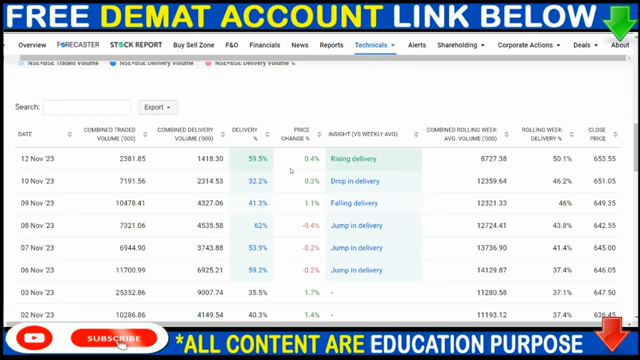 FREE DEMAT ACCOUNT LINK BELOW
Overview FORECASTER STOCK REPORT Buy Sell Zone F&O Financials News Reports Technicals Alerts Shareholding Corporate Actions Deals About
NSE+BSE Traded Volume NSE+BSE Delivery Volume NSE+BSE Delivery Volume %
Search: Export
DATE COMBINED TRADED VOLUME ('000) COMBINED DELIVERY VOLUME ('000) DELIVERY % PRICE CHANGE % INSIGHT (VS WEEKLY AVG) COMBINED ROLLING WEEK AVG. VOLUME ('000) ROLLING WEEK DELIVERY % CLOSE PRICE
12 Nov '23 2381.85 1418.30 59.5% 0.4% Rising delivery 8727.38 50.1% 653.55
10 Nov '23 7191.56 2314.53 32.2% 0.3% Drop in delivery 12359.64 46.2% 651.05
09 Nov '23 10478.41 4327.06 41.3% 1.1% Falling delivery 12321.33 46% 649.35
08 Nov '23 7321.06 4535.58 62% -0.4% Jump in delivery 12724.41 43.8% 642.55
07 Nov '23 6944.90 3743.88 53.9% -0.2% Jump in delivery 13736.90 41.4% 645.00
06 Nov '23 11700.99 6925.21 59.2% -0.2% Jump in delivery 14129.87 37.4% 646.05
03 Nov '23 25352.86 9007.74 35.5% 1.7% - 11280.58 37.1% 647.50
02 Nov '23 10286.86 4149.54 40.3% 1.4% - 11193.12 37.4% 636.45
SUBSCRIBE *ALL CONTENT ARE EDUCATION PURPOSE